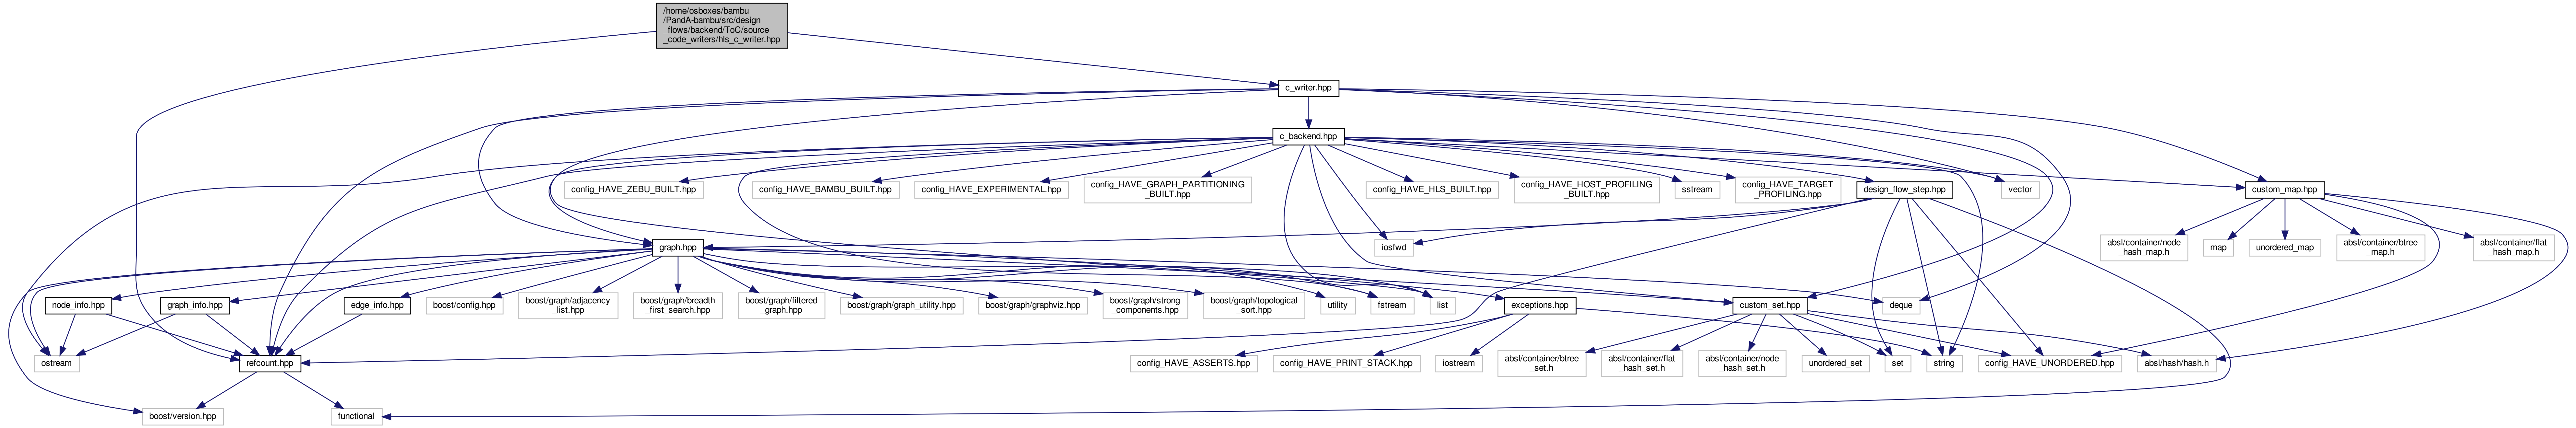 /home/osboxes/bambu
/PandA-bambu/src/design
_flows/backend/ToC/source
_code_writers/hls_c_writer.hpp
c_writer.hpp
c_backend.hpp
config_HAVE_ZEBU_BUILT.hpp
config_HAVE_BAMBU_BUILT.hpp
config_HAVE_EXPERIMENTAL.hpp
config_HAVE_GRAPH_PARTITIONING
_BUILT.hpp
config_HAVE_HLS_BUILT.hpp
config_HAVE_HOST_PROFILING
_BUILT.hpp
sstream
config_HAVE_TARGET
_PROFILING.hpp
design_flow_step.hpp
vector
custom_map.hpp
graph.hpp
iosfwd
absl/container/node
_hash_map.h
map
unordered_map
absl/container/btree
_map.h
absl/container/flat
_hash_map.h
node_info.hpp
graph_info.hpp
edge_info.hpp
boost/config.hpp
boost/graph/adjacency
_list.hpp
boost/graph/breadth
_first_search.hpp
boost/graph/filtered
_graph.hpp
boost/graph/graph_utility.hpp
boost/graph/graphviz.hpp
boost/graph/strong
_components.hpp
boost/graph/topological
_sort.hpp
utility
fstream
list
exceptions.hpp
custom_set.hpp
deque
ostream
refcount.hpp
config_HAVE_ASSERTS.hpp
config_HAVE_PRINT_STACK.hpp
iostream
absl/container/btree
_set.h
absl/container/flat
_hash_set.h
absl/container/node
_hash_set.h
unordered_set
set
string
config_HAVE_UNORDERED.hpp
absl/hash/hash.h
boost/version.hpp
functional